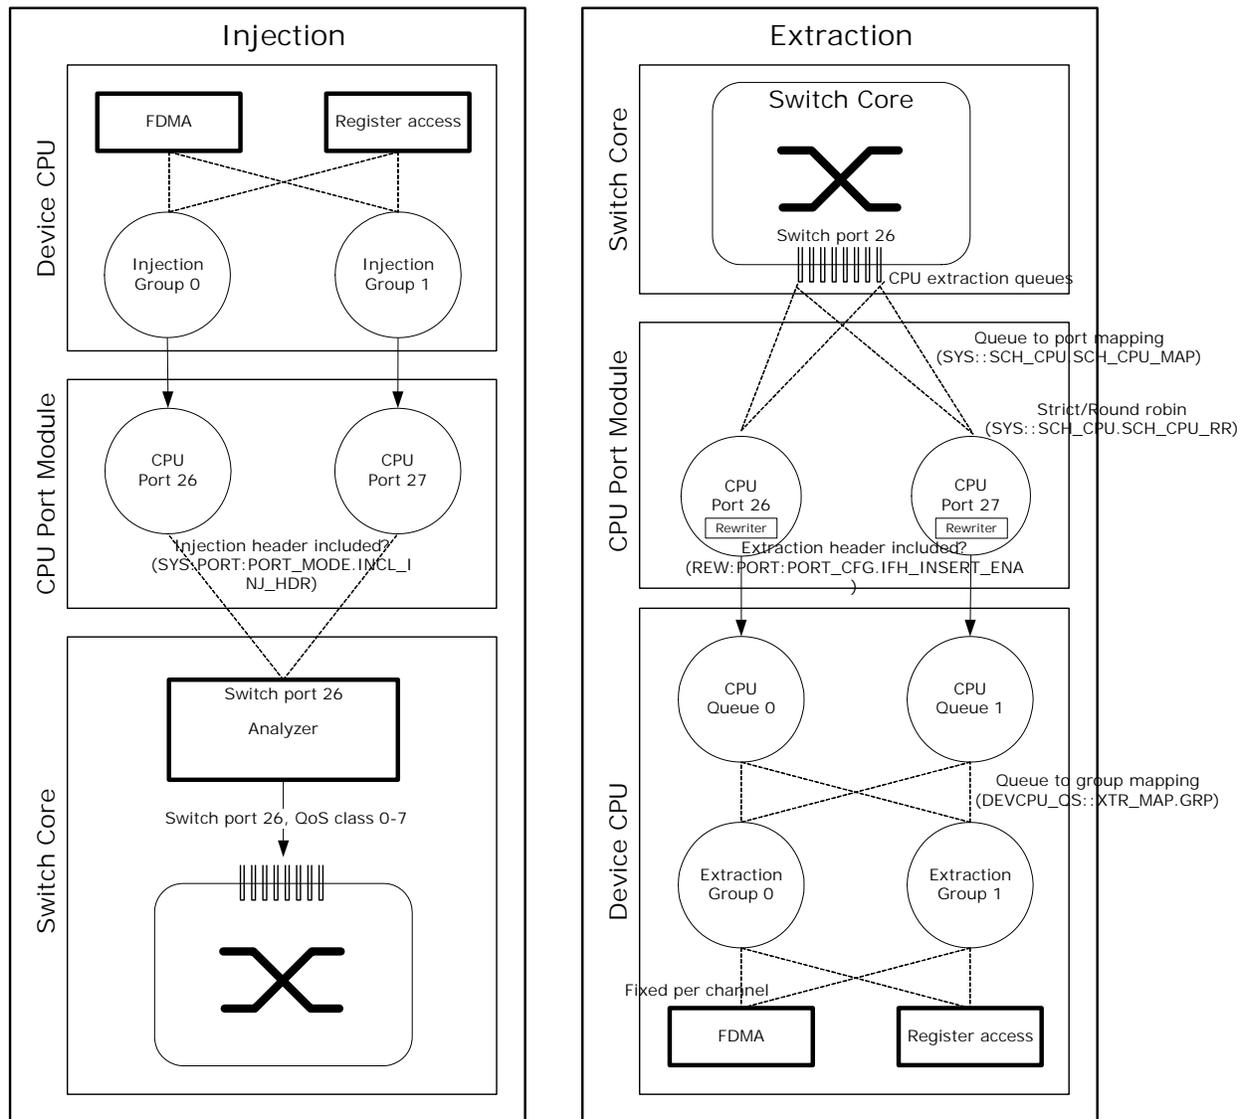 Injection
Device CPU
FDMA
Register access
Injection
Group 0
Injection
Group 1
CPU Port Module
CPU
Port 26
CPU
Port 27
Injection header included?
(SYS:PORT:PORT_MODE.INCL_I
NJ_HDR)
Switch Core
Switch port 26
Analyzer
Switch port 26, QoS class 0-7
Extraction
Switch Core
Switch Core
Switch port 26
CPU extraction queues
CPU Port Module
Queue to port mapping
(SYS::SCH_CPU.SCH_CPU_MAP)
Strict/Round robin
(SYS::SCH_CPU.SCH_CPU_RR)
CPU
Port 26
Rewriter
CPU
Port 27
Rewriter
Extraction header included?
(REW:PORT:PORT_CFG.IFH_INSERT_ENA
)
Device CPU
CPU
Queue 0
CPU
Queue 1
Queue to group mapping
(DEVCPU_QS::XTR_MAP.GRP)
Extraction
Group 0
Extraction
Group 1
Fixed per channel
FDMA
Register access